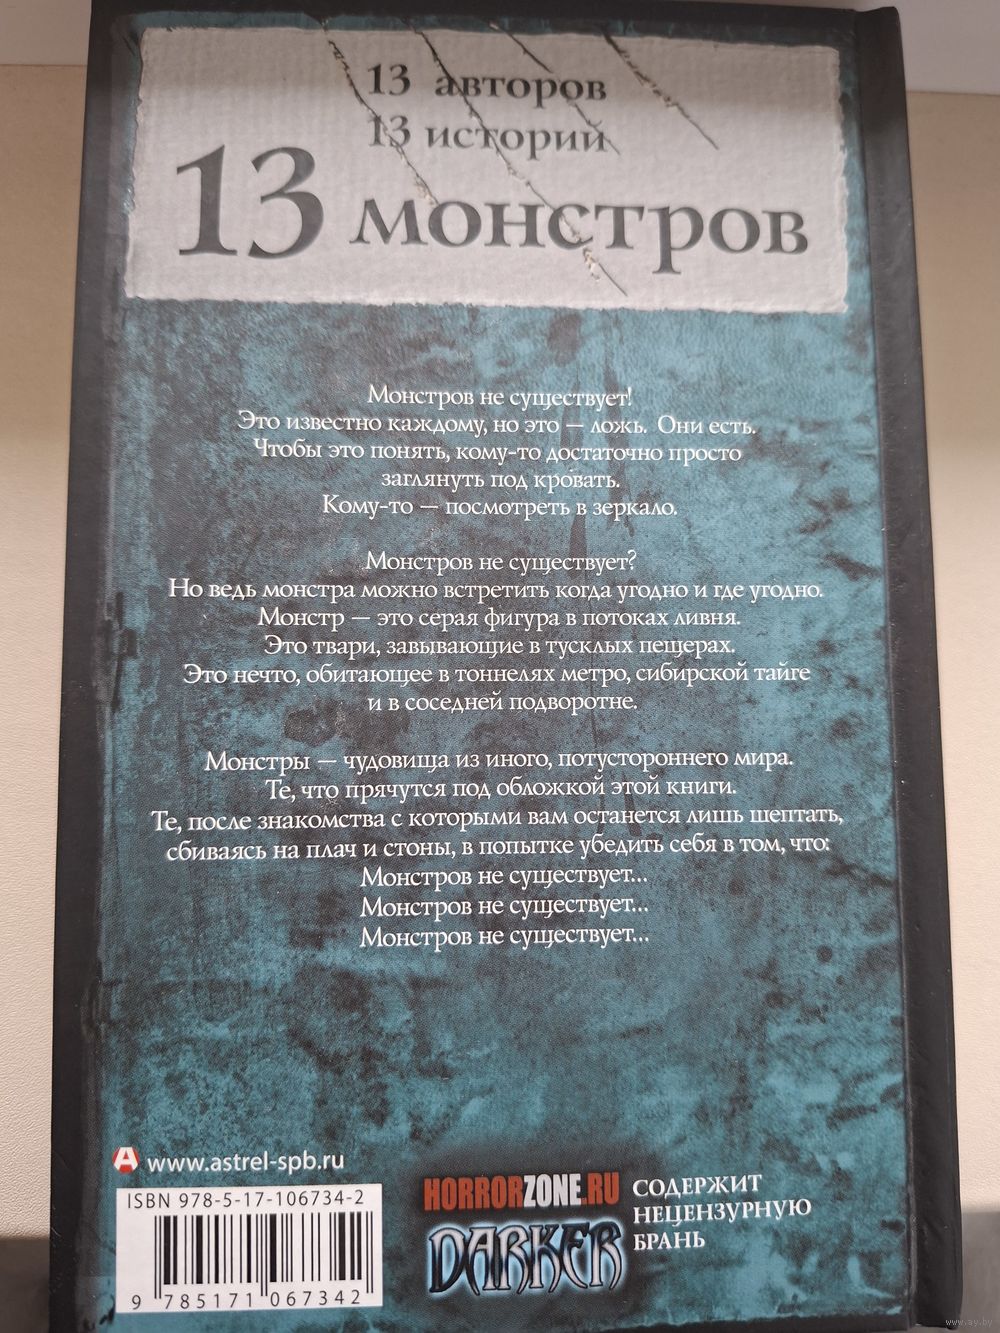 13 авторов
13 историй
13 монстров
Монстров не существует!
Это известно каждому, но это — ложь. Они есть.
Чтобы это понять, кому-то достаточно просто
заглянуть под кровать.
Кому-то — посмотреть в зеркало.
Монстров не существует?
Но ведь монстра можно встретить когда угодно и где угодно.
Монстр — это серая фигура в потоках ливня.
Это твари, завывающие в тусклых пещерах.
Это нечто, обитающее в тоннелях метро, сибирской тайге
и в соседней подворотне.
Монстры — чудовища из иного, потустороннего мира.
Те, что прячутся под обложкой этой книги.
Те, после знакомства с которыми вам останется лишь шептать,
сбиваясь на плач и стоны, в попытке убедить себя в том, что:
Монстров не существует...
Монстров не существует...
Монстров не существует...
www.astrel-spb.ru
ISBN 978-5-17-106734-2
9 785171 067342
HORRORZONE.RU
DARKER
СОДЕРЖИТ
НЕЦЕНЗУРНУЮ
БРАНЬ
www.ay.by